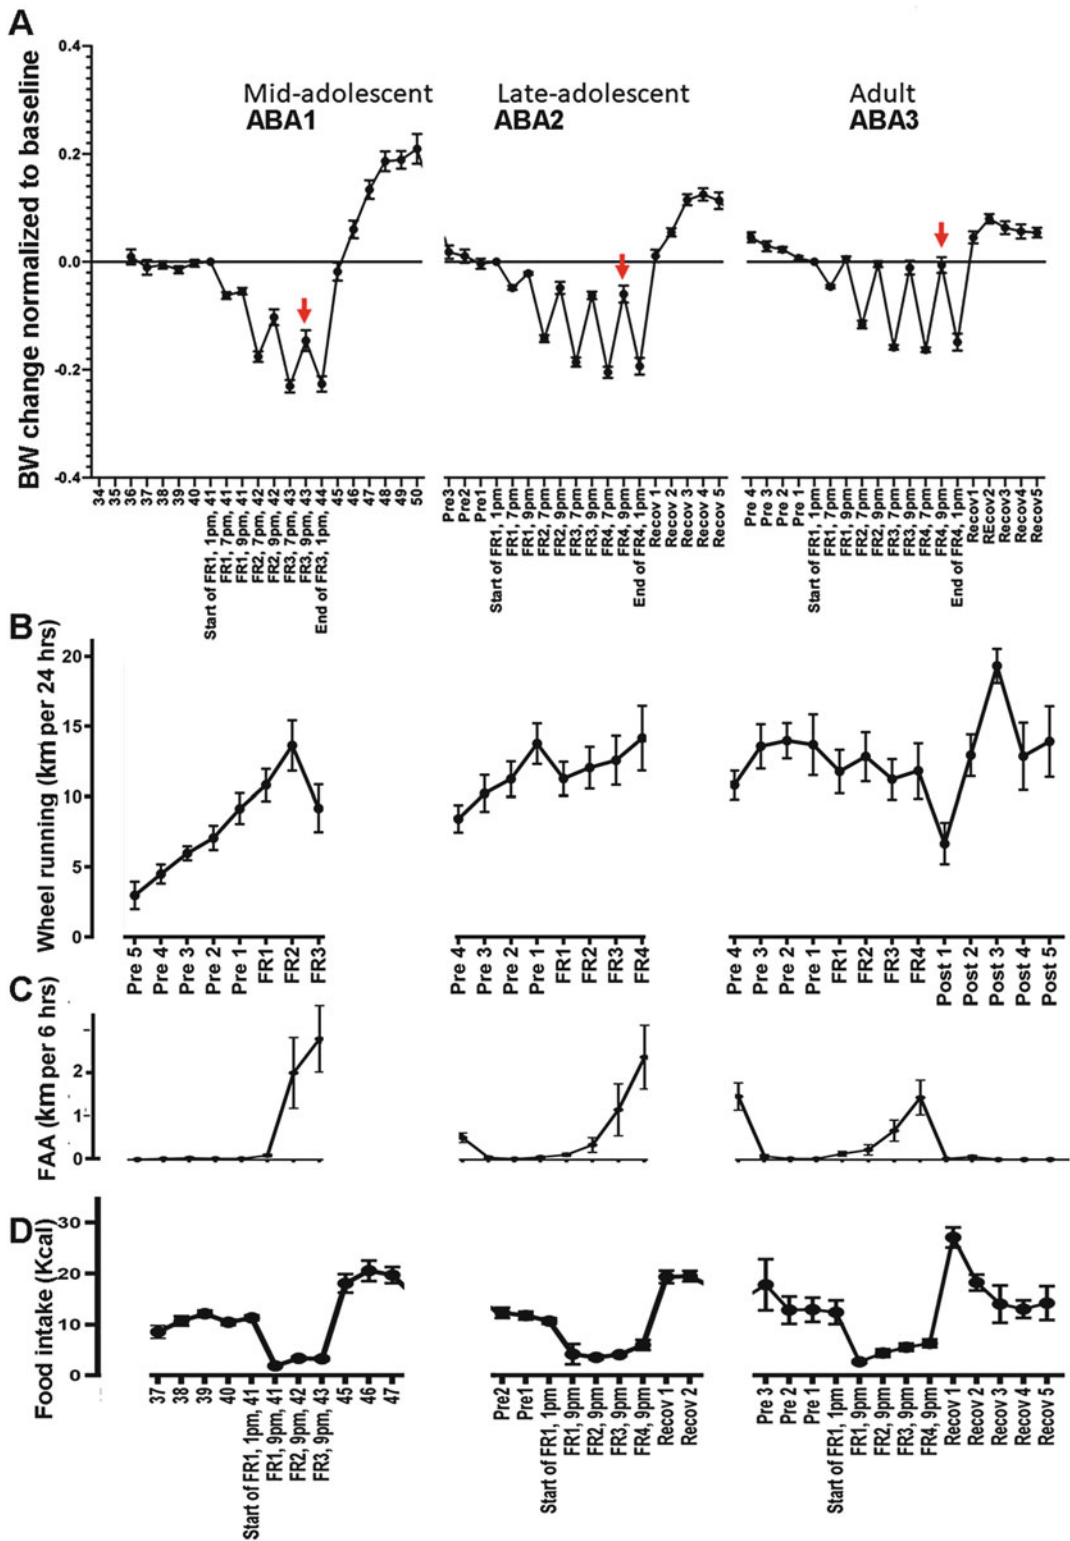 A
BW change normalized to baseline
0.4
0.2
0.0
-0.2
-0.4
Mid-adolescent
ABA1
Late-adolescent
ABA2
Adult
ABA3
34
35
36
37
38
39
40
Start of FR1, 1pm, 41
FR1, 7pm, 41
FR1, 9pm, 41
FR2, 7pm, 42
FR2, 9pm, 42
FR3, 7pm, 43
FR3, 9pm, 43
End of FR3, 1pm, 44
45
46
47
48
49
50
Pre3
Pre2
Pre1
Start of FR1, 1pm
FR1, 7pm
FR1, 9pm
FR2, 7pm
FR2, 9pm
FR3, 7pm
FR3, 9pm
FR4, 7pm
FR4, 9pm
End of FR4, 1pm
Recov 1
Recov 2
Recov 3
Recov 4
Recov 5
Pre 4
Pre 3
Pre 2
Pre 1
Start of FR1, 1pm
FR1, 7pm
FR1, 9pm
FR2, 7pm
FR2, 9pm
FR3, 7pm
FR3, 9pm
FR4, 7pm
FR4, 9pm
End of FR4, 1pm
Recov1
REcov2
Recov3
Recov4
Recov5
B
Wheel running (km per 24 hrs)
20
15
10
5
0
Pre 5
Pre 4
Pre 3
Pre 2
Pre 1
FR1
FR2
FR3
Pre 4
Pre 3
Pre 2
Pre 1
FR1
FR2
FR3
FR4
Pre 4
Pre 3
Pre 2
Pre 1
FR1
FR2
FR3
FR4
Post 1
Post 2
Post 3
Post 4
Post 5
C
FAA (km per 6 hrs)
2
1
0
D
Food intake (Kcal)
30
20
10
0
37
38
39
40
Start of FR1, 1pm, 41
FR1, 9pm, 41
FR2, 9pm, 42
FR3, 9pm, 43
45
46
47
Pre2
Pre1
Start of FR1, 1pm
FR1, 9pm
FR2, 9pm
FR3, 9pm
FR4, 9pm
Recov 1
Recov 2
Pre 3
Pre 2
Pre 1
Start of FR1, 1pm
FR1, 9pm
FR2, 9pm
FR3, 9pm
FR4, 9pm
Recov 1
Recov 2
Recov 3
Recov 4
Recov 5